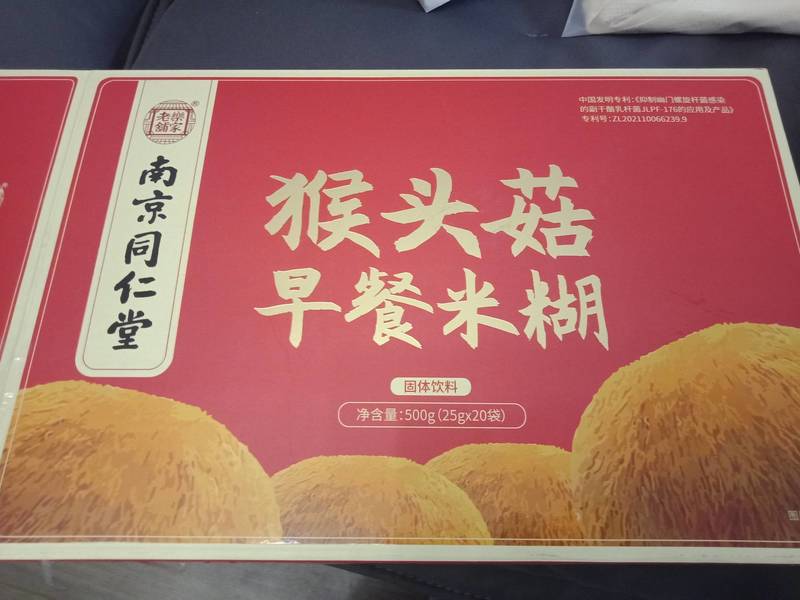 樂家
老舖
®
南京同仁堂
中国发明专利：《抑制幽门螺旋杆菌感染
的副干酪乳杆菌JLPF-176的应用及产品》
专利号：ZL202110066239.9
猴头菇
早餐米糊
固体饮料
净含量：500g（25gx20袋）